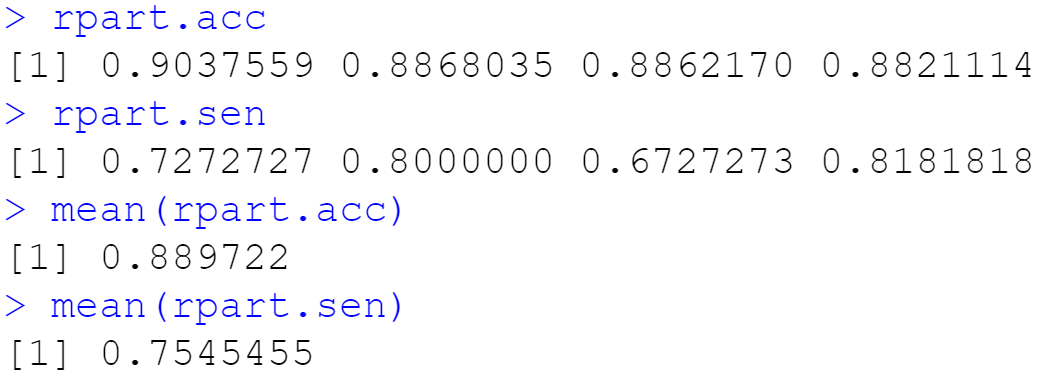 > rpart.acc
[1] 0.9037559 0.8868035 0.8862170 0.8821114
> rpart.sen
[1] 0.7272727 0.8000000 0.6727273 0.8181818
> mean(rpart.acc)
[1] 0.889722
> mean(rpart.sen)
[1] 0.7545455